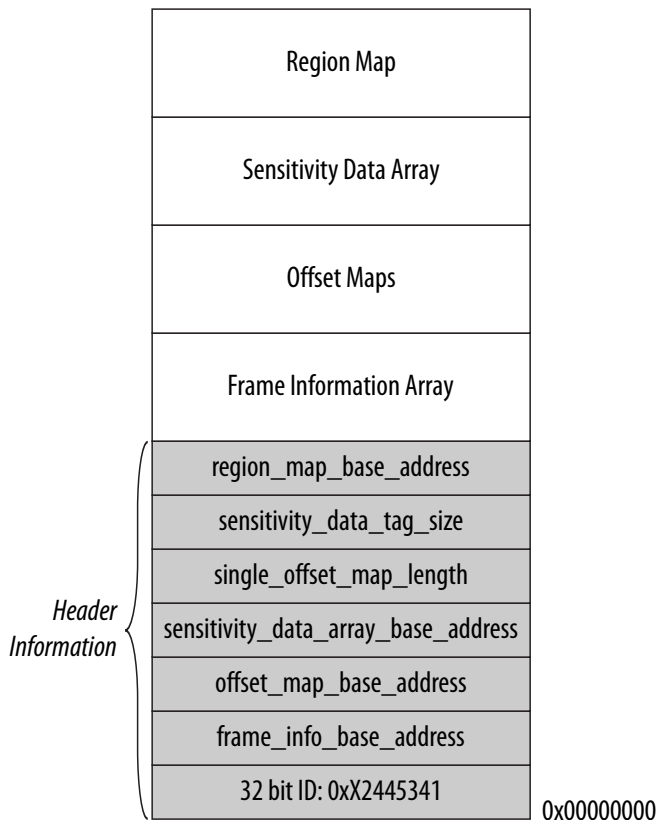 Region Map
Sensitivity Data Array
Offset Maps
Frame Information Array
region_map_base_address
sensitivity_data_tag_size
single_offset_map_length
Header
Information
sensitivity_data_array_base_address
offset_map_base_address
frame_info_base_address
32 bit ID: 0xX2445341
0x00000000